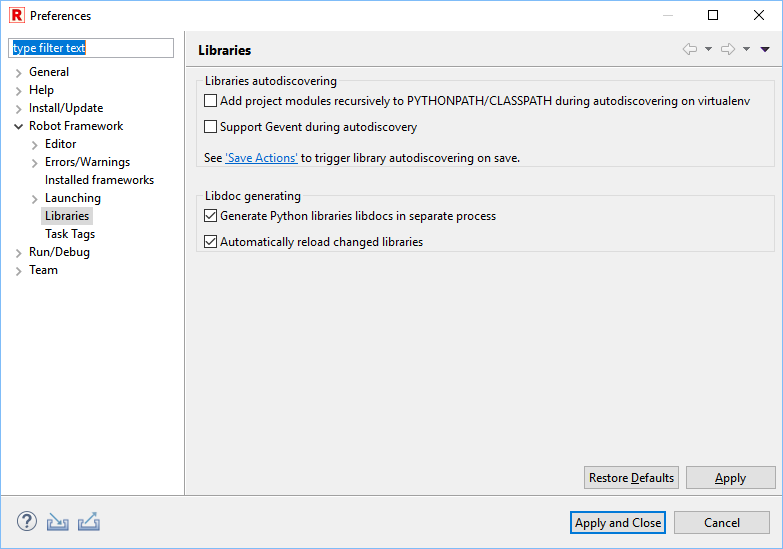 R Preferences
type filter text
General
Help
Install/Update
Robot Framework
Editor
Errors/Warnings
Installed frameworks
Launching
Libraries
Task Tags
Run/Debug
Team
Libraries
Libraries autodiscovering
Add project modules recursively to PYTHONPATH/CLASSPATH during autodiscovering on virtualenv
Support Gevent during autodiscovery
See 'Save Actions' to trigger library autodiscovering on save.
Libdoc generating
Generate Python libraries libdocs in separate process
Automatically reload changed libraries
Restore Defaults Apply
? Apply and Close Cancel